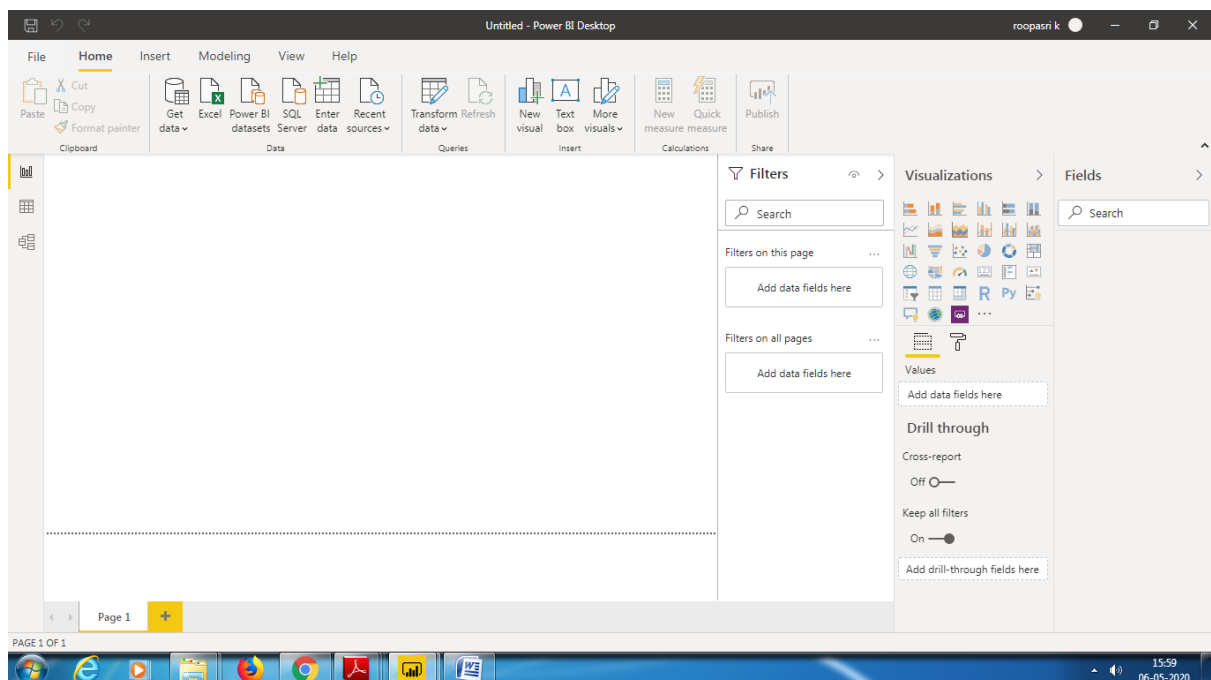 Untitled - Power BI Desktop
roopasri k
File Home Insert Modeling View Help
Paste
Cut
Copy
Format painter
Clipboard
Get data
Excel
Power BI datasets
SQL Server
Enter data
Recent sources
Data
Transform data
Refresh
Queries
New visual
Text box
More visuals
Insert
New measure
Quick measure
Calculations
Publish
Share
Filters
Search
Filters on this page ...
Add data fields here
Filters on all pages ...
Add data fields here
Visualizations
R Py
...
Values
Add data fields here
Drill through
Cross-report
Off
Keep all filters
On
Add drill-through fields here
Fields
Search
Page 1 +
PAGE 1 OF 1
15:59
06-05-2020